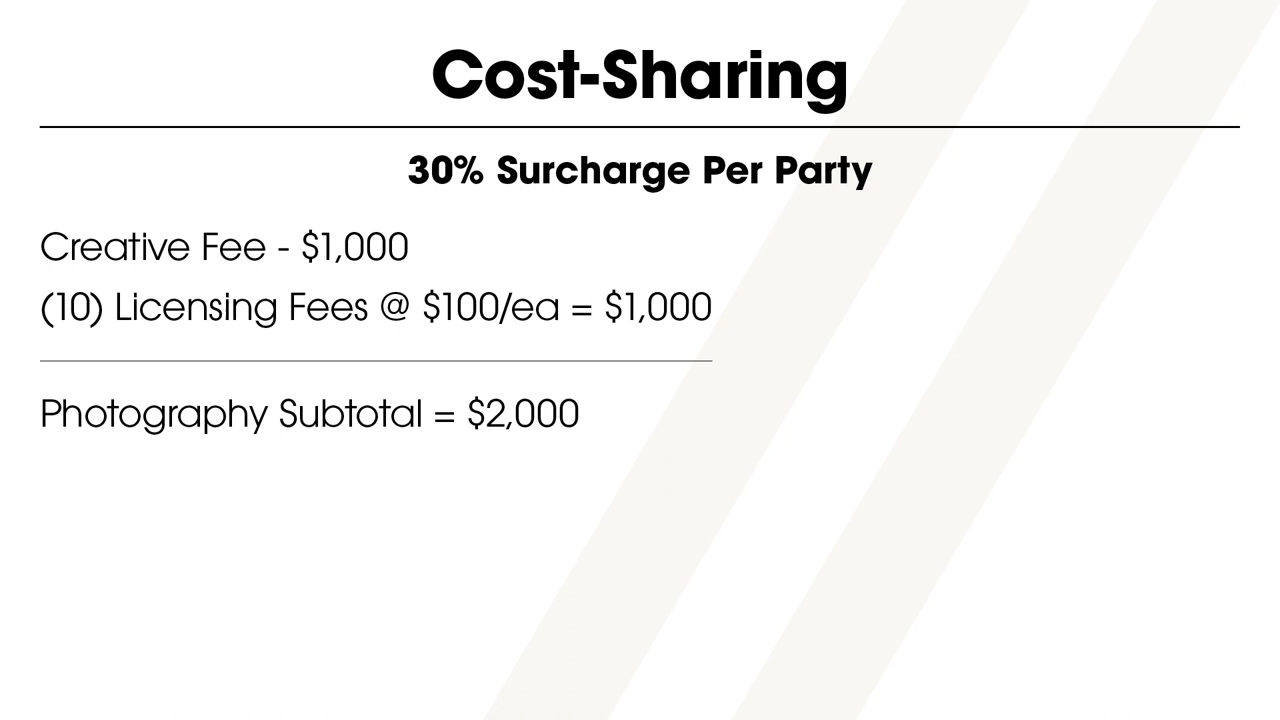 Cost-Sharing
30% Surcharge Per Party
Creative Fee - $1,000
(10) Licensing Fees @ $100/ea = $1,000
Photography Subtotal = $2,000